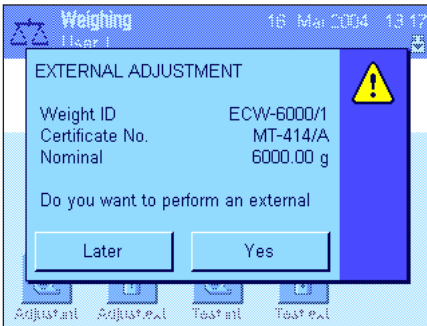 Weighing 16. Mai 2004 13:17
User 1
EXTERNAL ADJUSTMENT
Weight ID ECW-6000/1
Certificate No. MT-414/A
Nominal 6000.00 g
Do you want to perform an external
Later Yes
Adjust.int Adjust.ext Test int Test ext